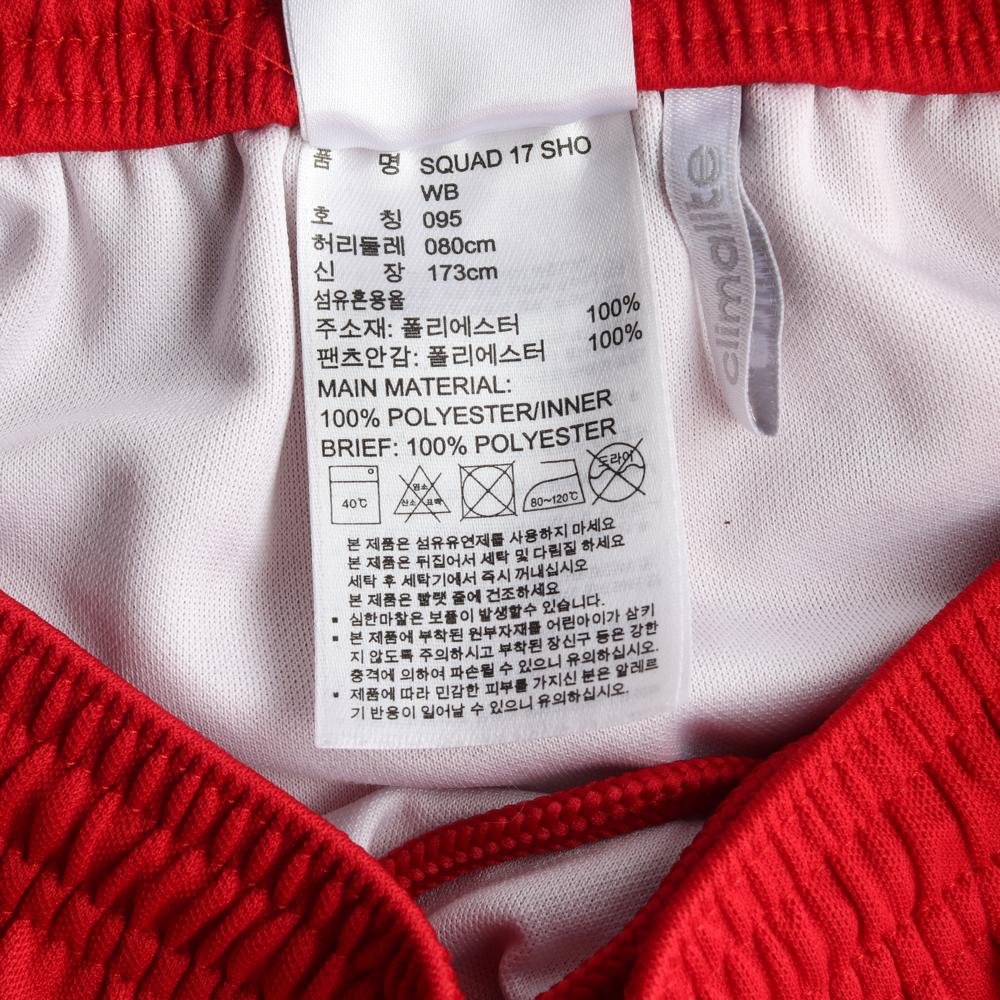 품 명 SQUAD 17 SHO
WB
호 칭 095
허리둘레 080cm
신 장 173cm
섬유혼용율
주소재: 폴리에스터 100%
팬츠안감: 폴리에스터 100%
MAIN MATERIAL:
100% POLYESTER/INNER
BRIEF: 100% POLYESTER
40℃
염소
산소 표백
80~120℃
드라이
본 제품은 섬유유연제를 사용하지 마세요
본 제품은 뒤집어서 세탁 및 다림질 하세요
세탁 후 세탁기에서 즉시 꺼내십시오
본 제품은 빨랫 줄에 건조하세요
▪ 심한마찰은 보풀이 발생할수 있습니다.
▪ 본 제품에 부착된 원부자재를 어린아이가 삼키
지 않도록 주의하시고 부착된 장신구 등은 강한
충격에 의하여 파손될 수 있으니 유의하십시오.
▪ 제품에 따라 민감한 피부를 가지신 분은 알레르
기 반응이 일어날 수 있으니 유의하십시오.
climalite